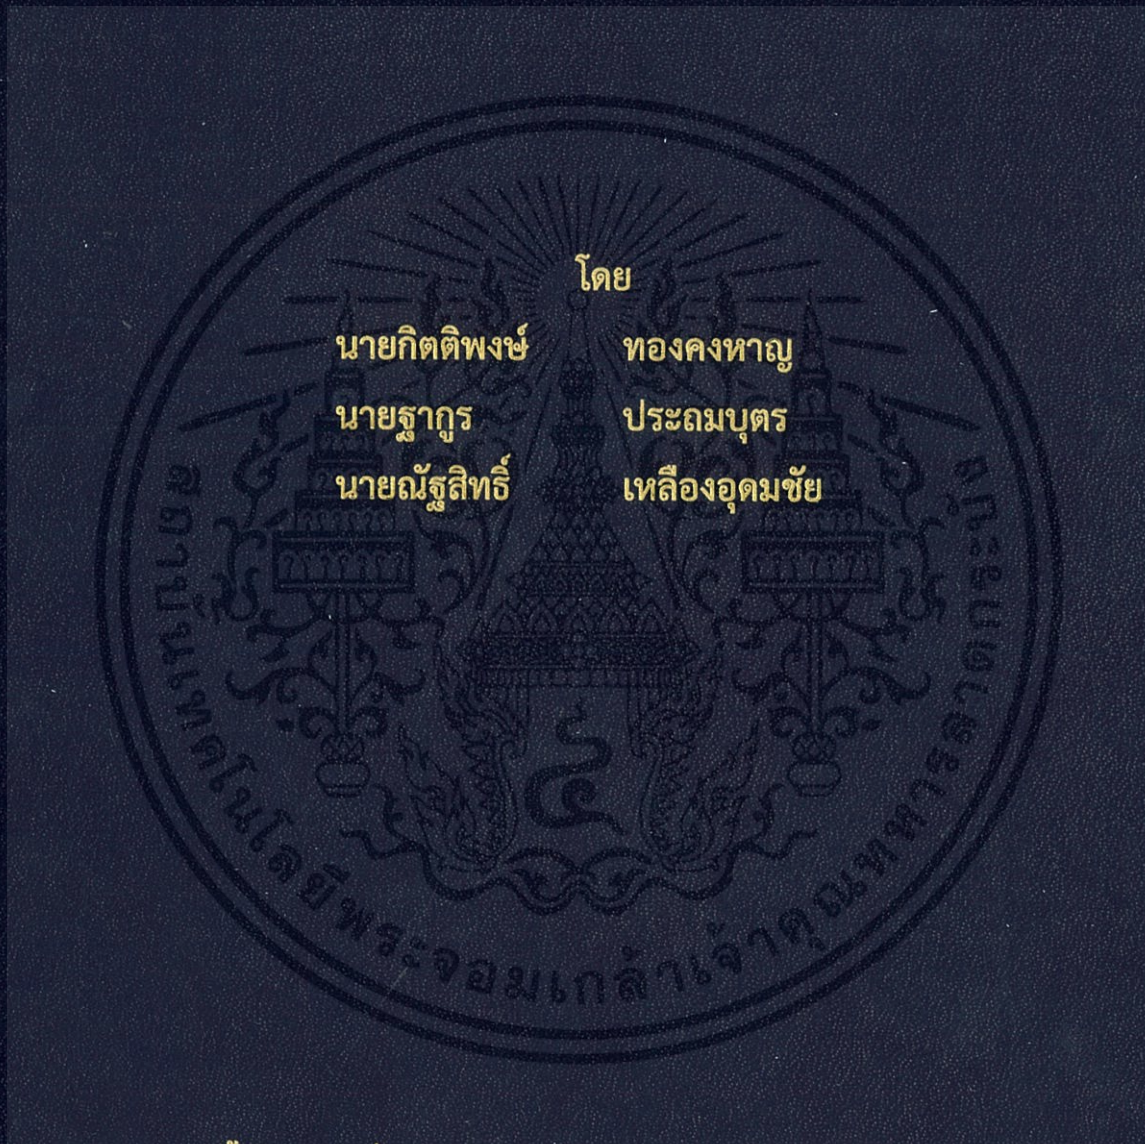 โดย
นายกิตติพงษ์ ทองคงหาญ
นายฐากูร ประถมบุตร
นายณัฐสิทธิ์ เหลืองอุดมชัย
สถาบันเทคโนโลยีพระจอมเกล้าเจ้าคุณทหารลาดกระบัง